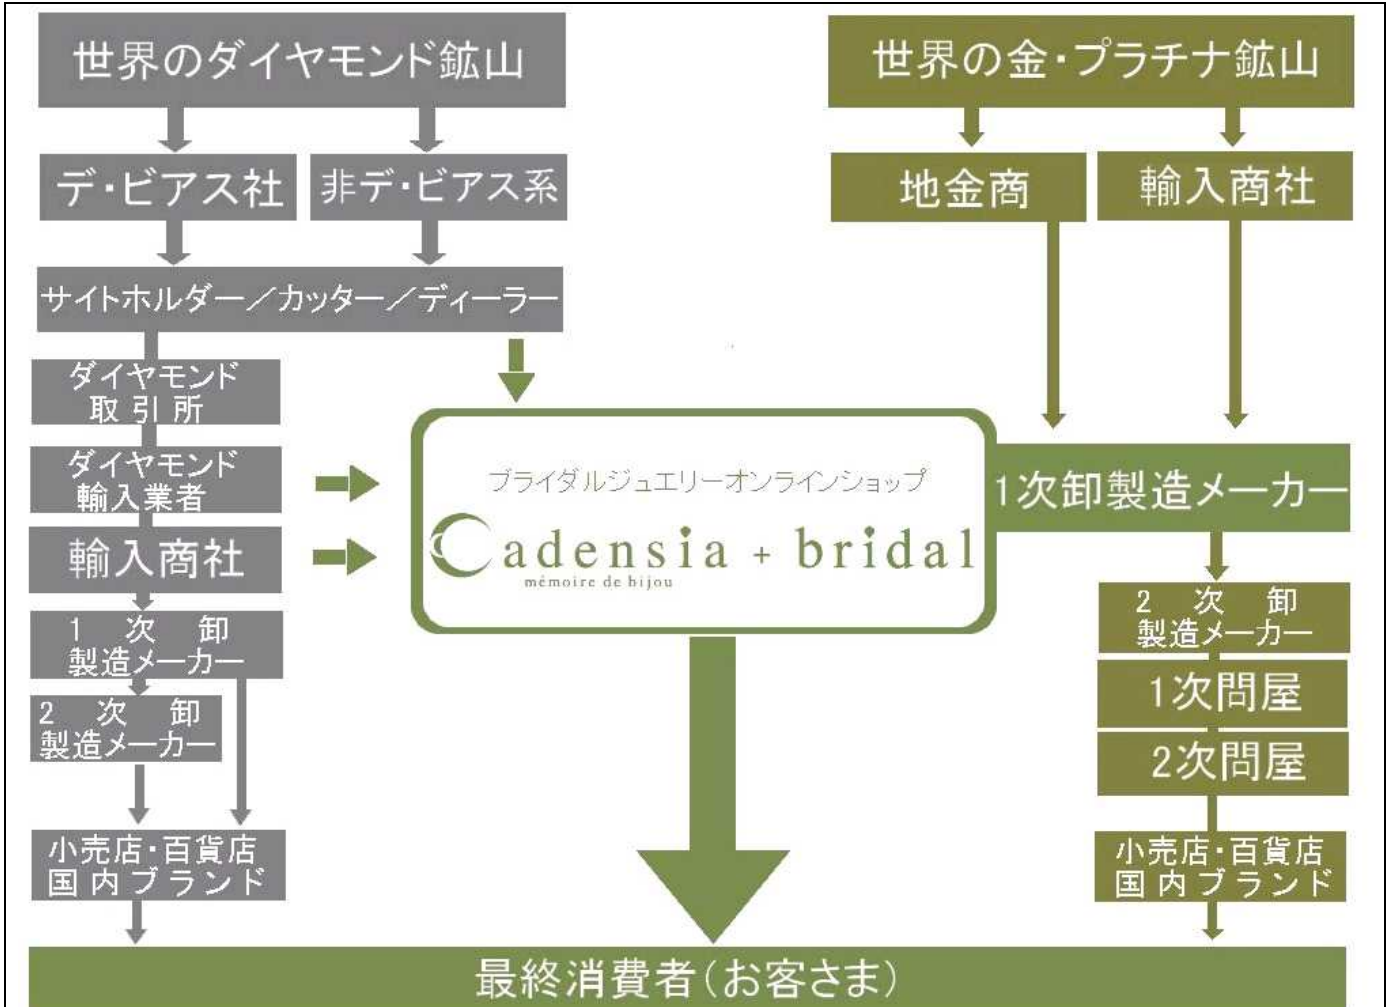 世界のダイヤモンド鉱山
デ・ビアス社
非デ・ビアス系
サイトホルダー／カッター／ディーラー
ダイヤモンド
取引所
ダイヤモンド
輸入業者
輸入商社
1次卸
製造メーカー
2次卸
製造メーカー
小売店・百貨店
国内ブランド
ブライダルジュエリーオンラインショップ
Cadensia + bridal
mémoire de bijou
世界の金・プラチナ鉱山
地金商
輸入商社
1次卸製造メーカー
2次卸
製造メーカー
1次問屋
2次問屋
小売店・百貨店
国内ブランド
最終消費者(お客さま)